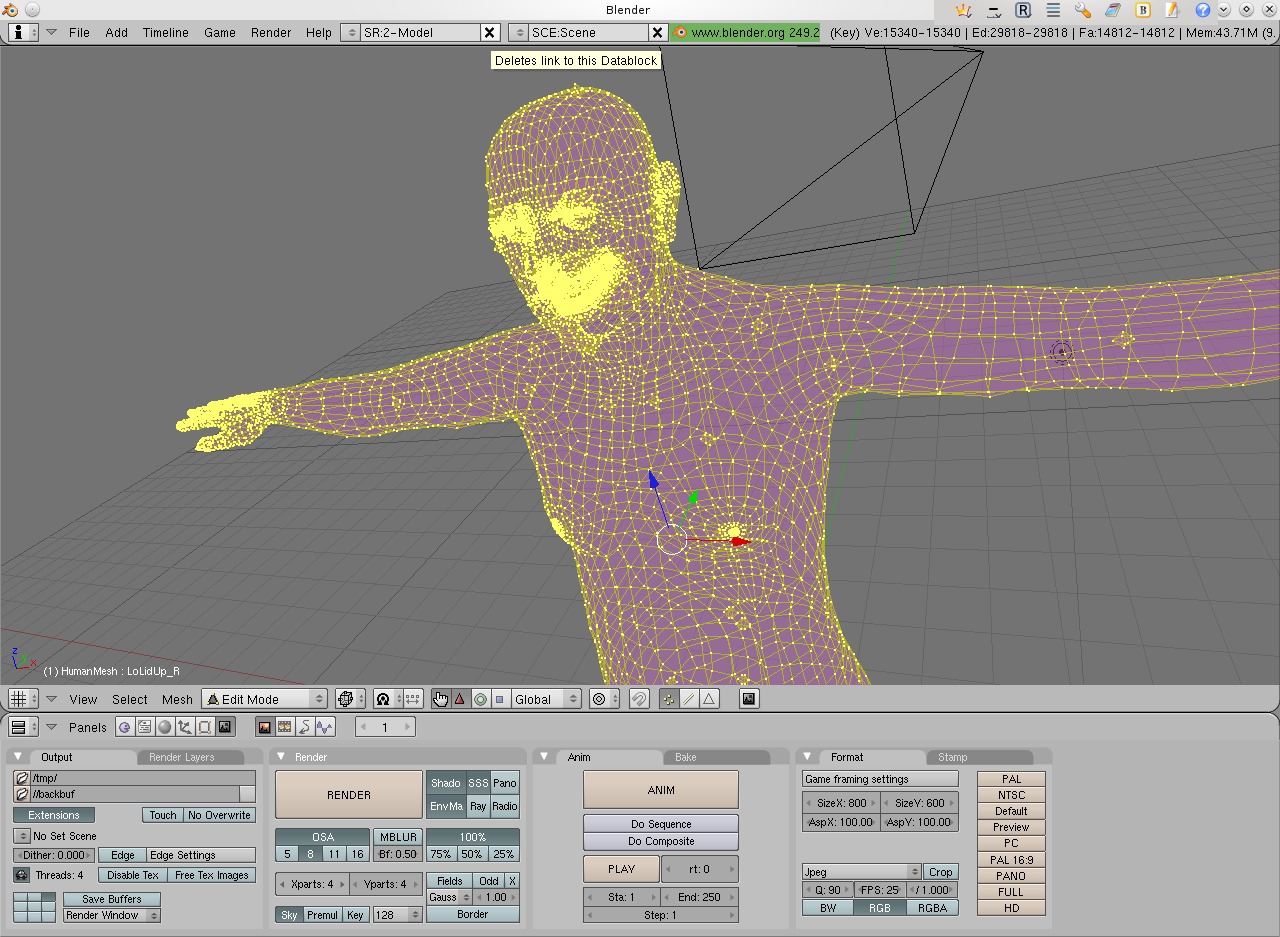 Blender
File Add Timeline Game Render Help SR:2-Model SCE:Scene www.blender.org 249.2 (Key) Ve:15340-15340 | Ed:29818-29818 | Fa:14812-14812 | Mem:43.71M (9.
Deletes link to this Datablock
z
x
(1) HumanMesh : LoLidUp_R
View Select Mesh Edit Mode Global
Panels 1
Output Render Layers
/tmp/
//backbuf
Extensions Touch No Overwrite
No Set Scene
Dither: 0.000 Edge Edge Settings
Threads: 4 Disable Tex Free Tex Images
Save Buffers
Render Window
Render
RENDER
Shado SSS Pano
EnvMa Ray Radio
OSA MBLUR 100%
5 8 11 16 Bf: 0.50 75% 50% 25%
Xparts: 4 Yparts: 4 Fields Odd X
Gauss 1.00
Sky Premul Key 128 Border
Anim Bake
ANIM
Do Sequence
Do Composite
PLAY rt: 0
Sta: 1 End: 250
Step: 1
Format Stamp
Game framing settings
SizeX: 800 SizeY: 600
AspX: 100.00 AspY: 100.00
Jpeg Crop
Q: 90 FPS: 25 / 1.000
BW RGB RGBA
PAL
NTSC
Default
Preview
PC
PAL 16:9
PANO
FULL
HD